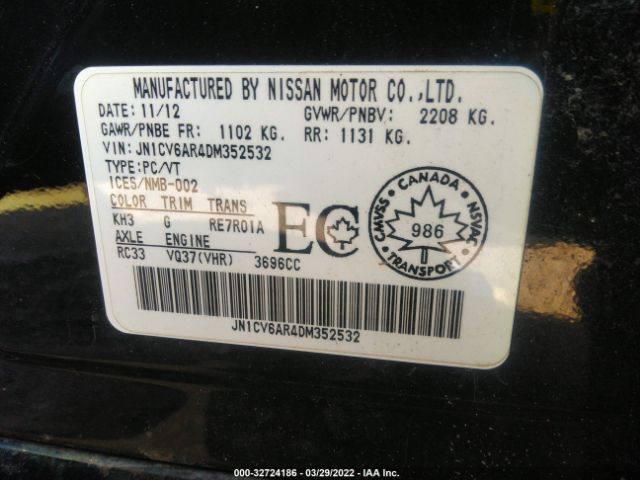 MANUFACTURED BY NISSAN MOTOR CO.,LTD.
DATE: 11/12 GVWR/PNBV: 2208 KG.
GAWR/PNBE FR: 1102 KG. RR: 1131 KG.
VIN: JN1CV6AR4DM352532
TYPE: PC/VT
ICES/NMB-002
COLOR TRIM TRANS
KH3 G RE7R01A
AXLE ENGINE
RC33 VQ37(VHR) 3696CC
EC
CANADA
SVMT NSVAC
986
TRANSPORT
JN1CV6AR4DM352532
000-32724186 - 03/29/2022 - IAA Inc.